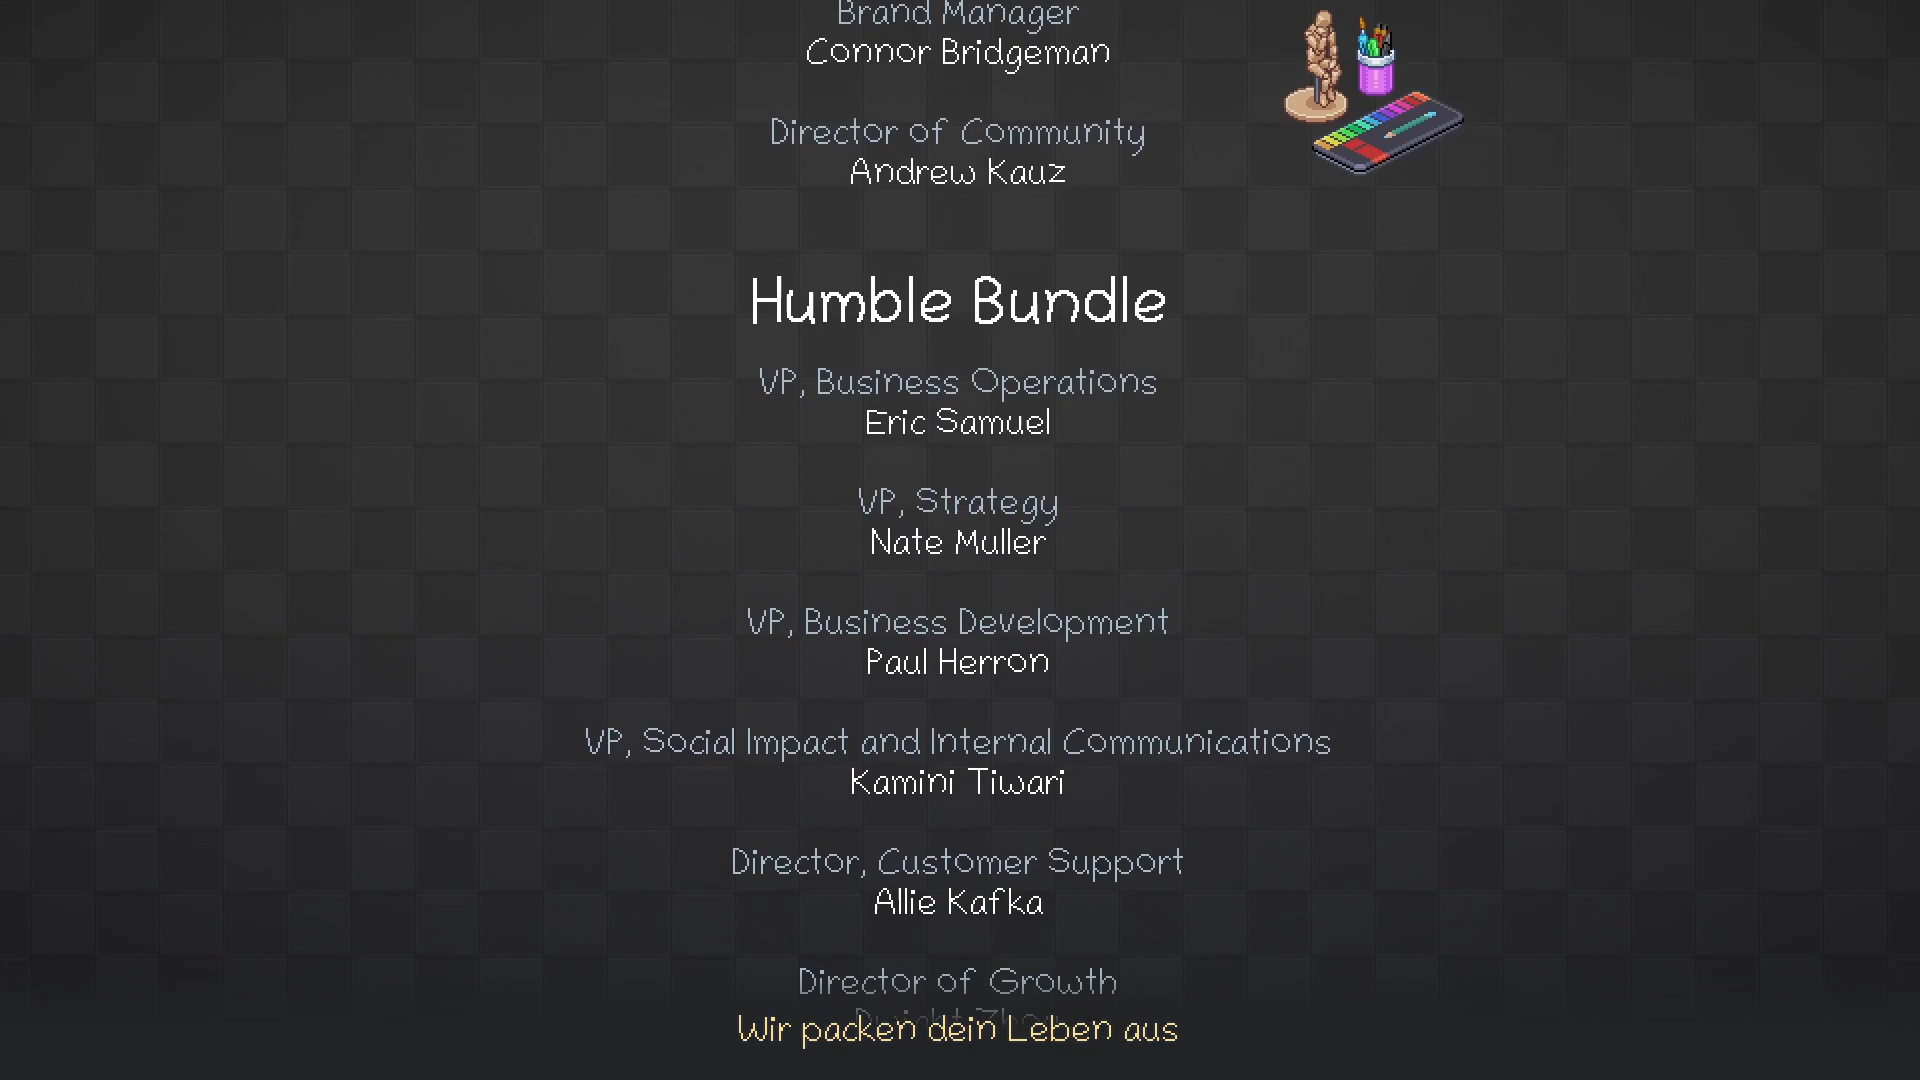 Brand Manager
Connor Bridgeman
Director of Community
Andrew Kauz
Humble Bundle
VP, Business Operations
Eric Samuel
VP, Strategy
Nate Muller
VP, Business Development
Paul Herron
VP, Social Impact and Internal Communications
Kamini Tiwari
Director, Customer Support
Allie Kafka
Director of Growth
Wir packen dein Leben aus